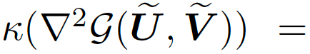 κ(∇²𝒢(Ũ, Ṽ)) =